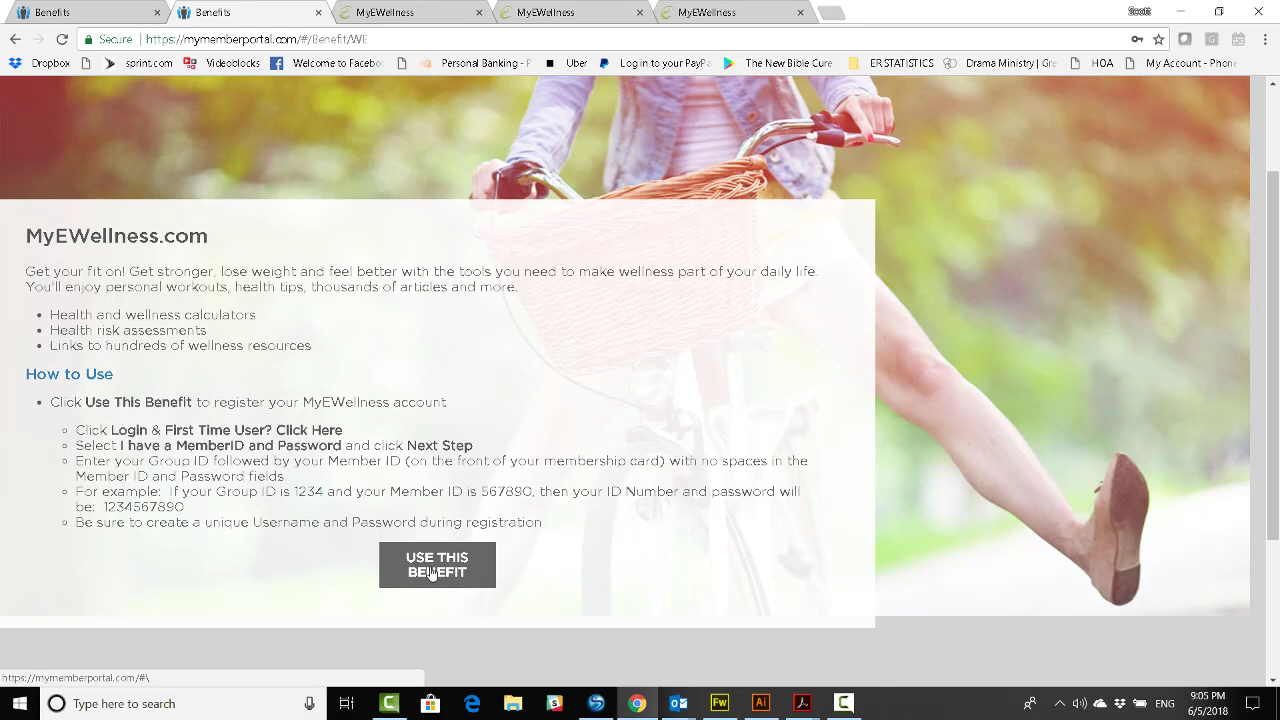 Benefits
Benefits
MyEWellness
MyEWellness
MyEWellness
Scott
Secure
https://mymemberportal.com/#/Benefit/WE
Dropbox
sprint.com
Videoblocks
Welcome to Facebo
Personal Banking - P
Uber
Log in to your PayPa
The New Bible Cure
ER STATISTICS
Drama Ministry | Gre
HOA
My Account - Phone
MyEWellness.com
Get your fit on! Get stronger, lose weight and feel better with the tools you need to make wellness part of your daily life.
You'll enjoy personal workouts, health tips, thousands of articles and more:
• Health and wellness calculators
• Health risk assessments
• Links to hundreds of wellness resources
How to Use
• Click Use This Benefit to register your MyEWellness account
○ Click Login & First Time User? Click Here
○ Select I have a MemberID and Password and click Next Step
○ Enter your Group ID followed by your Member ID (on the front of your membership card) with no spaces in the
Member ID and Password fields
○ For example:  If your Group ID is 1234 and your Member ID is 567890, then your ID Number and password will
be:  1234567890
○ Be sure to create a unique Username and Password during registration
USE THIS
BENEFIT
https://mymemberportal.com/#\
Type here to Search
Fw
Ai
ENG
9:05 PM
6/5/2018